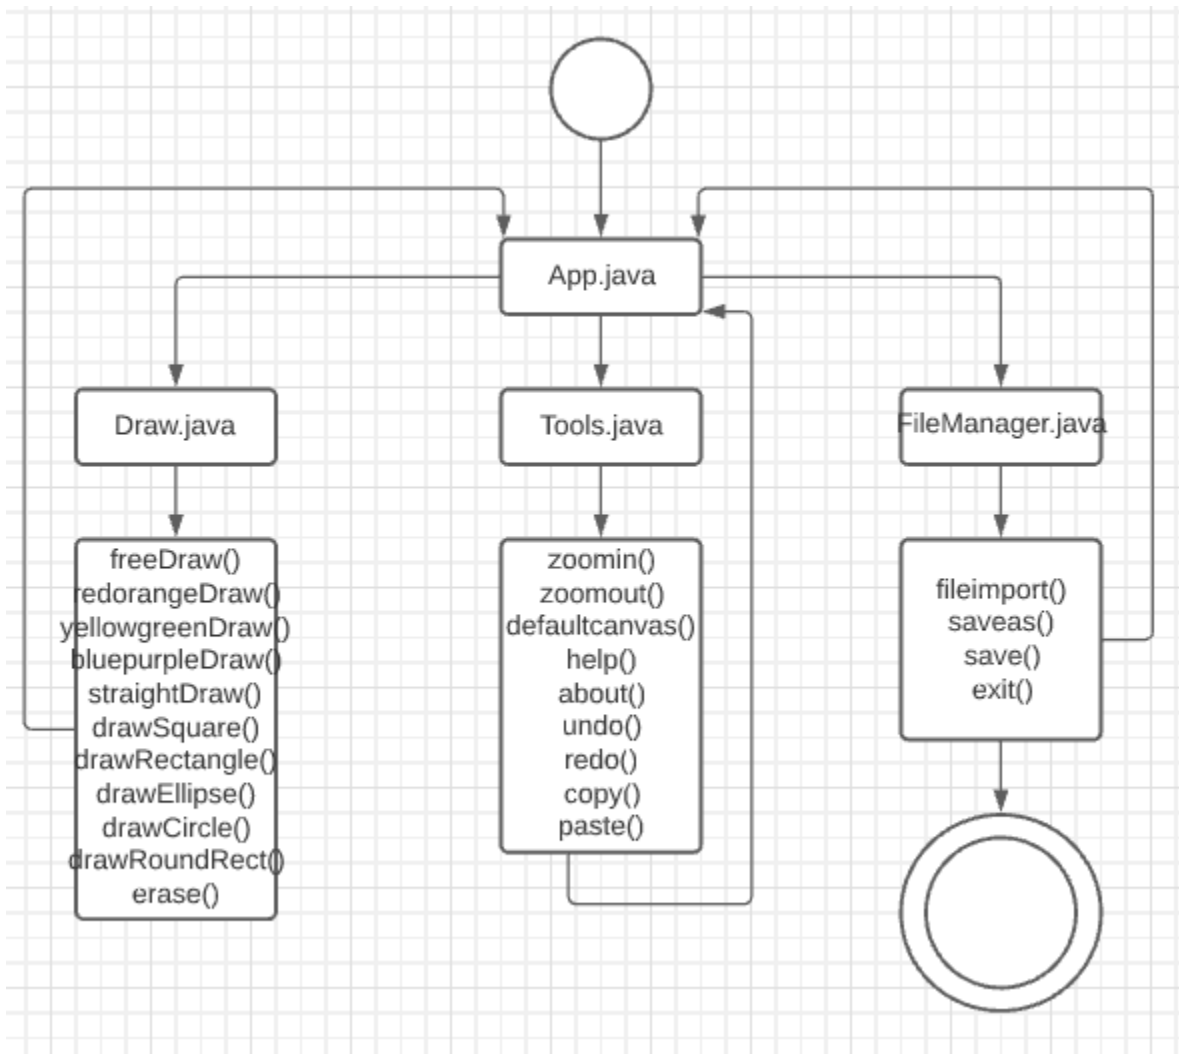 App.java
Draw.java
Tools.java
FileManager.java
freeDraw()
redorangeDraw()
yellowgreenDraw()
bluepurpleDraw()
straightDraw()
drawSquare()
drawRectangle()
drawEllipse()
drawCircle()
drawRoundRect()
erase()
zoomin()
zoomout()
defaultcanvas()
help()
about()
undo()
redo()
copy()
paste()
fileimport()
saveas()
save()
exit()